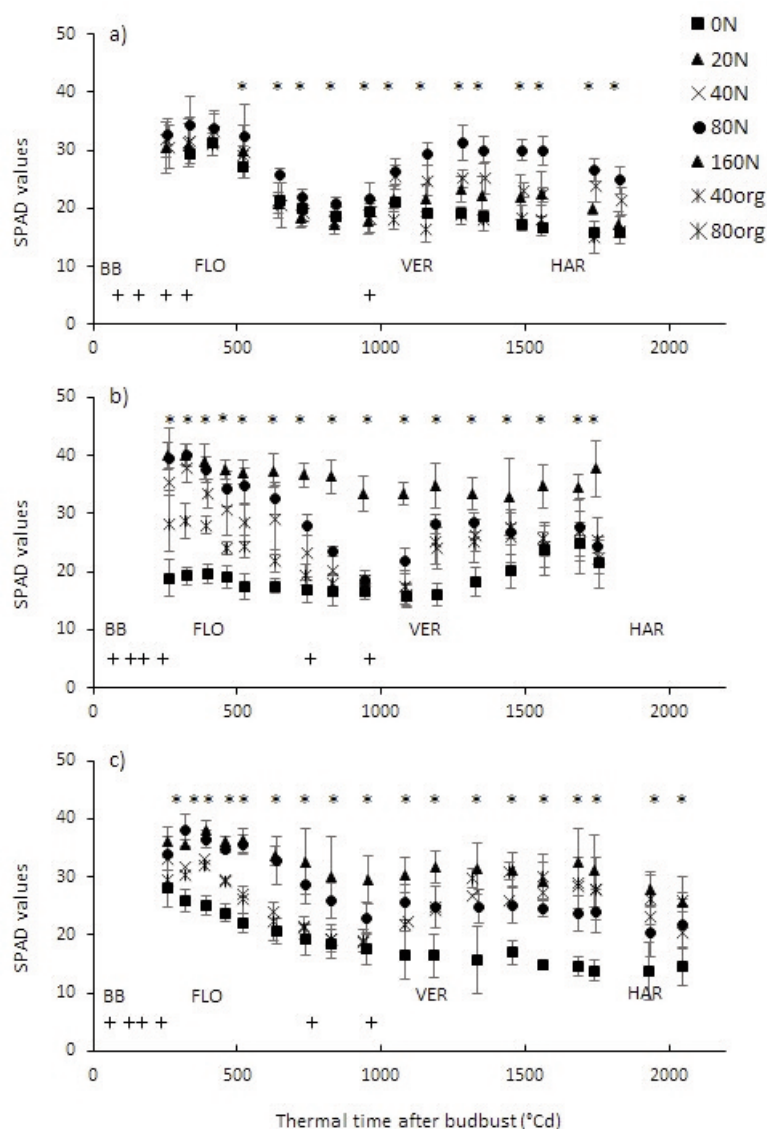 a)
50
40
30
20
10
0
SPAD values
BB FLO VER HAR
0 500 1000 1500 2000
0N
20N
40N
80N
160N
40org
80org
b)
50
40
30
20
10
0
SPAD values
BB FLO VER HAR
0 500 1000 1500 2000
c)
50
40
30
20
10
0
SPAD values
BB FLO VER HAR
0 500 1000 1500 2000
Thermal time after budbust (°Cd)